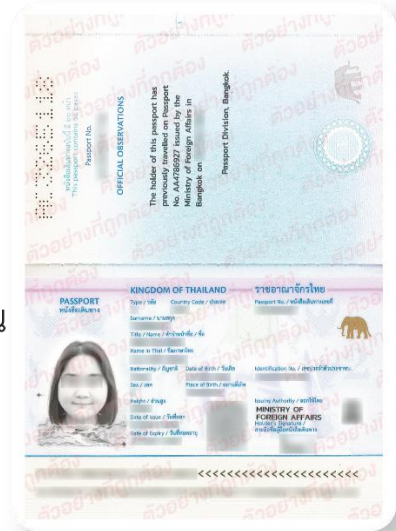 หนังสือเดินทางเล่มนี้มี 50 หน้า
This passport contains 50 pages
Passport No.
OFFICIAL OBSERVATIONS
The holder of this passport has
previously travelled on Passport
No. AA4786927 issued by the
Ministry of Foreign Affairs in
Bangkok on
Passport Division, Bangkok.
ตัวอย่างที่ถูกต้อง
PASSPORT
หนังสือเดินทาง
KINGDOM OF THAILAND
ราชอาณาจักรไทย
Type / รหัส
Country Code / ประเทศ
Passport No. / หนังสือเดินทางเลขที่
Surname / นามสกุล
Title / Name / คำนำหน้าชื่อ / ชื่อ
Name in Thai / ชื่อภาษาไทย
Nationality / สัญชาติ
Date of Birth / วันเกิด
Identification No. / เลขประจำตัวประชาชน
Sex / เพศ
Place of Birth / สถานที่เกิด
Height / ส่วนสูง
Date of Issue / วันที่ออก
Issuing Authority / ออกให้โดย
MINISTRY OF
FOREIGN AFFAIRS
Date of Expiry / วันที่หมดอายุ
Holder's Signature /
ลายมือชื่อผู้ถือหนังสือเดินทาง
<<<<<<<<<<<<<<<<<<<<<<